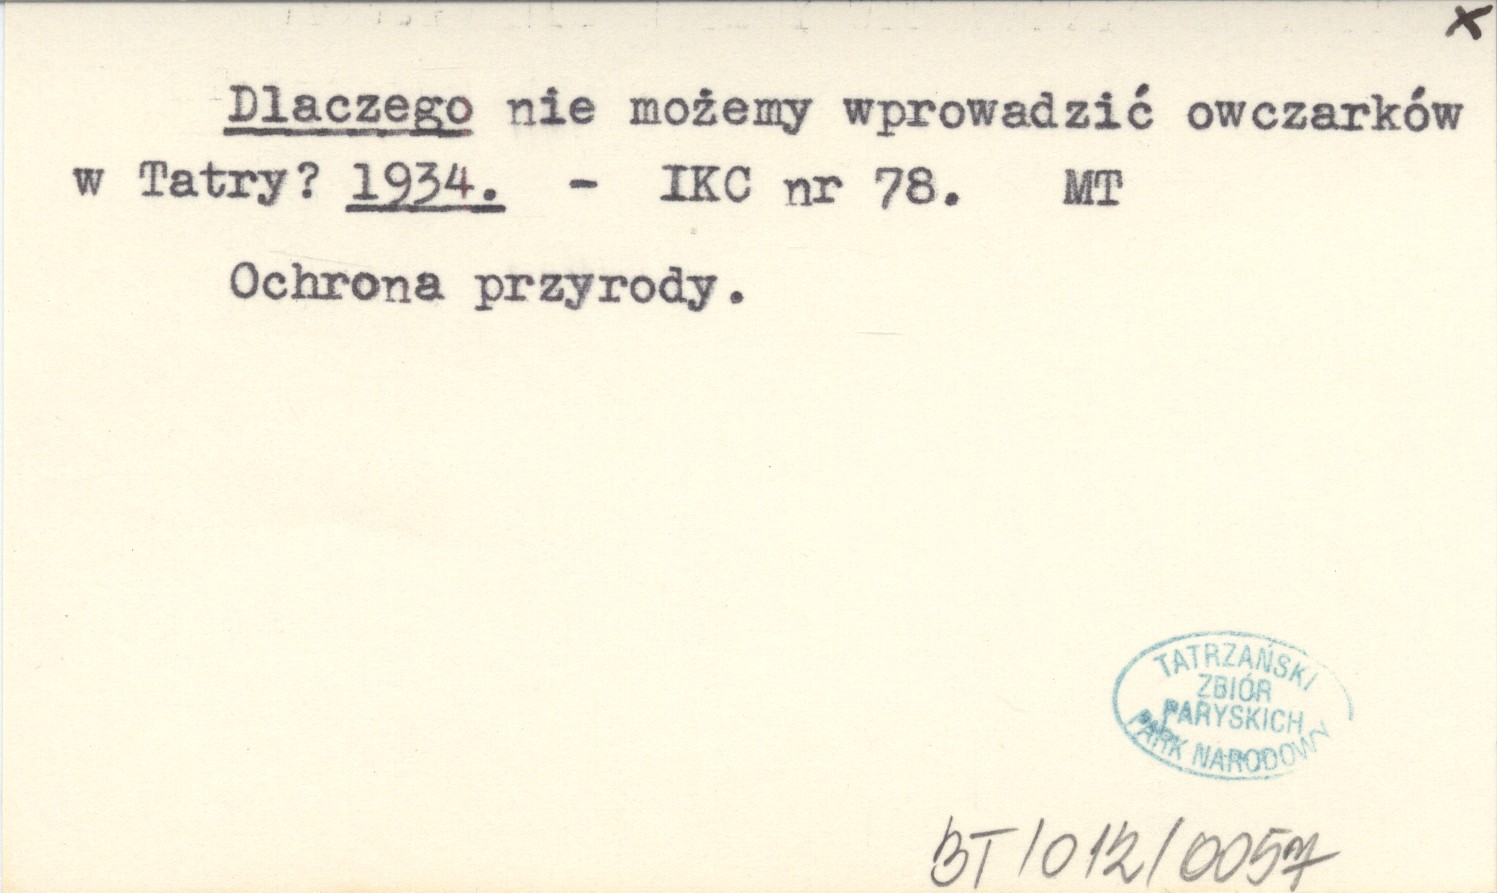 x
Dlaczego nie możemy wprowadzić owczarków
w Tatry? 1934. - IKC nr 78. MT
Ochrona przyrody.
TATRZAŃSKI
ZBIÓR
PARYSKICH
PARK NARODOWY
BT/012/0057